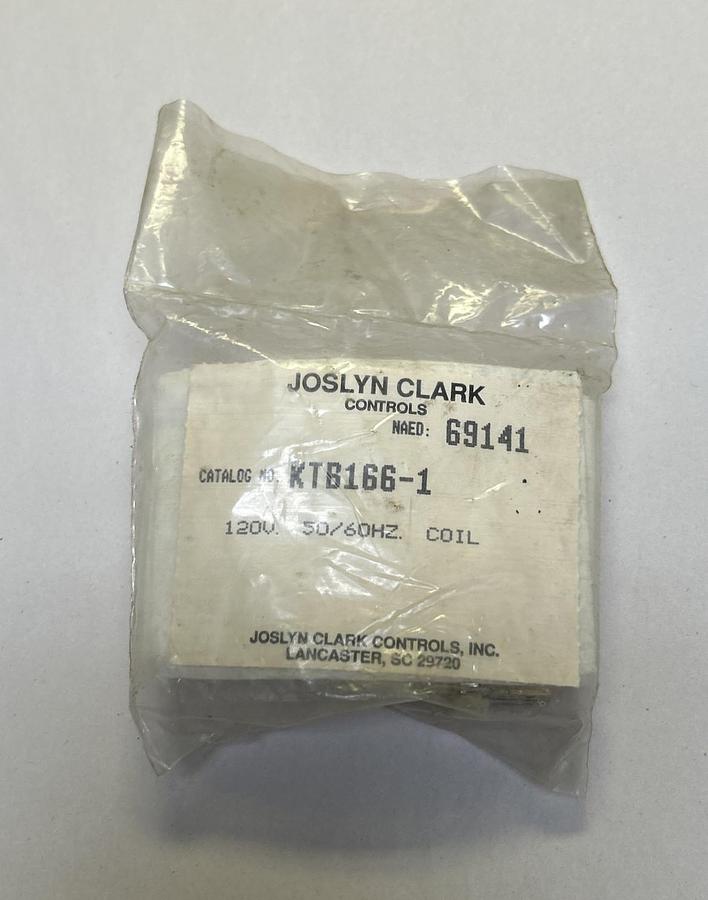 JOSLYN CLARK
CONTROLS
NAED: 69141
CATALOG NO. KTB166-1
120V. 50/60HZ. COIL
JOSLYN CLARK CONTROLS, INC.
LANCASTER, SC 29720